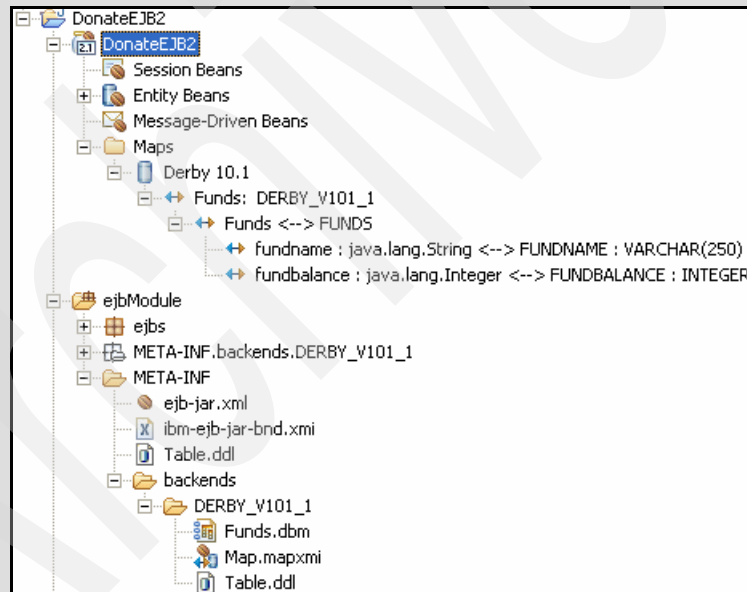 DonateEJB2
2.1 DonateEJB2
Session Beans
Entity Beans
Message-Driven Beans
Maps
Derby 10.1
Funds: DERBY_V101_1
Funds <--> FUNDS
fundname : java.lang.String <--> FUNDNAME : VARCHAR(250)
fundbalance : java.lang.Integer <--> FUNDBALANCE : INTEGER
ejbModule
ejbs
META-INF.backends.DERBY_V101_1
META-INF
ejb-jar.xml
ibm-ejb-jar-bnd.xmi
Table.ddl
backends
DERBY_V101_1
Funds.dbm
Map.mapxmi
Table.ddl